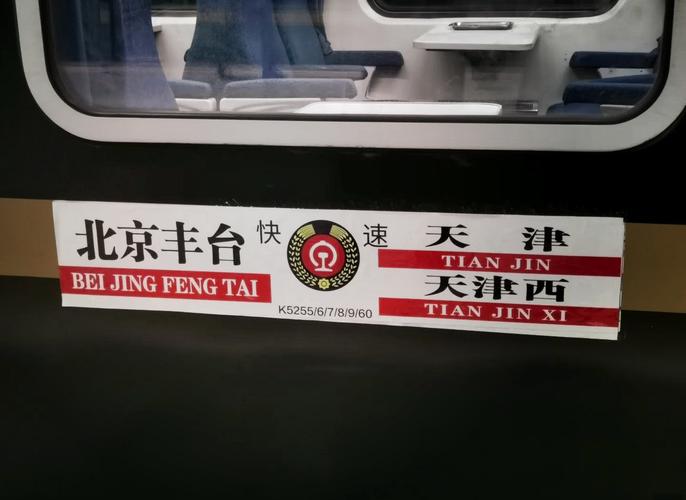 北京丰台
BEI JING FENG TAI
快速
K5255/6/7/8/9/60
天津
TIAN JIN
天津西
TIAN JIN XI